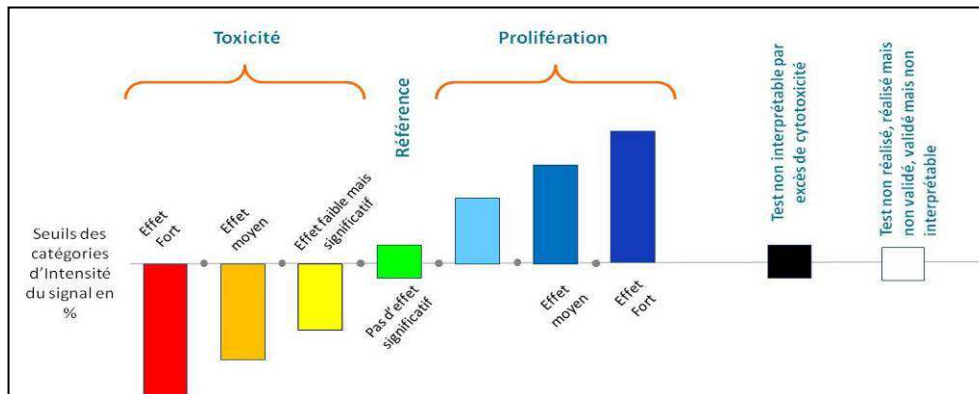 Toxicité
Prolifération
Référence
Test non interprétable par
excès de cytotoxicité
Test non réalisé, réalisé mais
non validé, validé mais non
interprétable
Seuils des
catégories
d'Intensité
du signal en
%
Effet
Fort
Effet
moyen
Effet faible mais
significatif
Pas d'effet
significatif
Effet
moyen
Effet
Fort